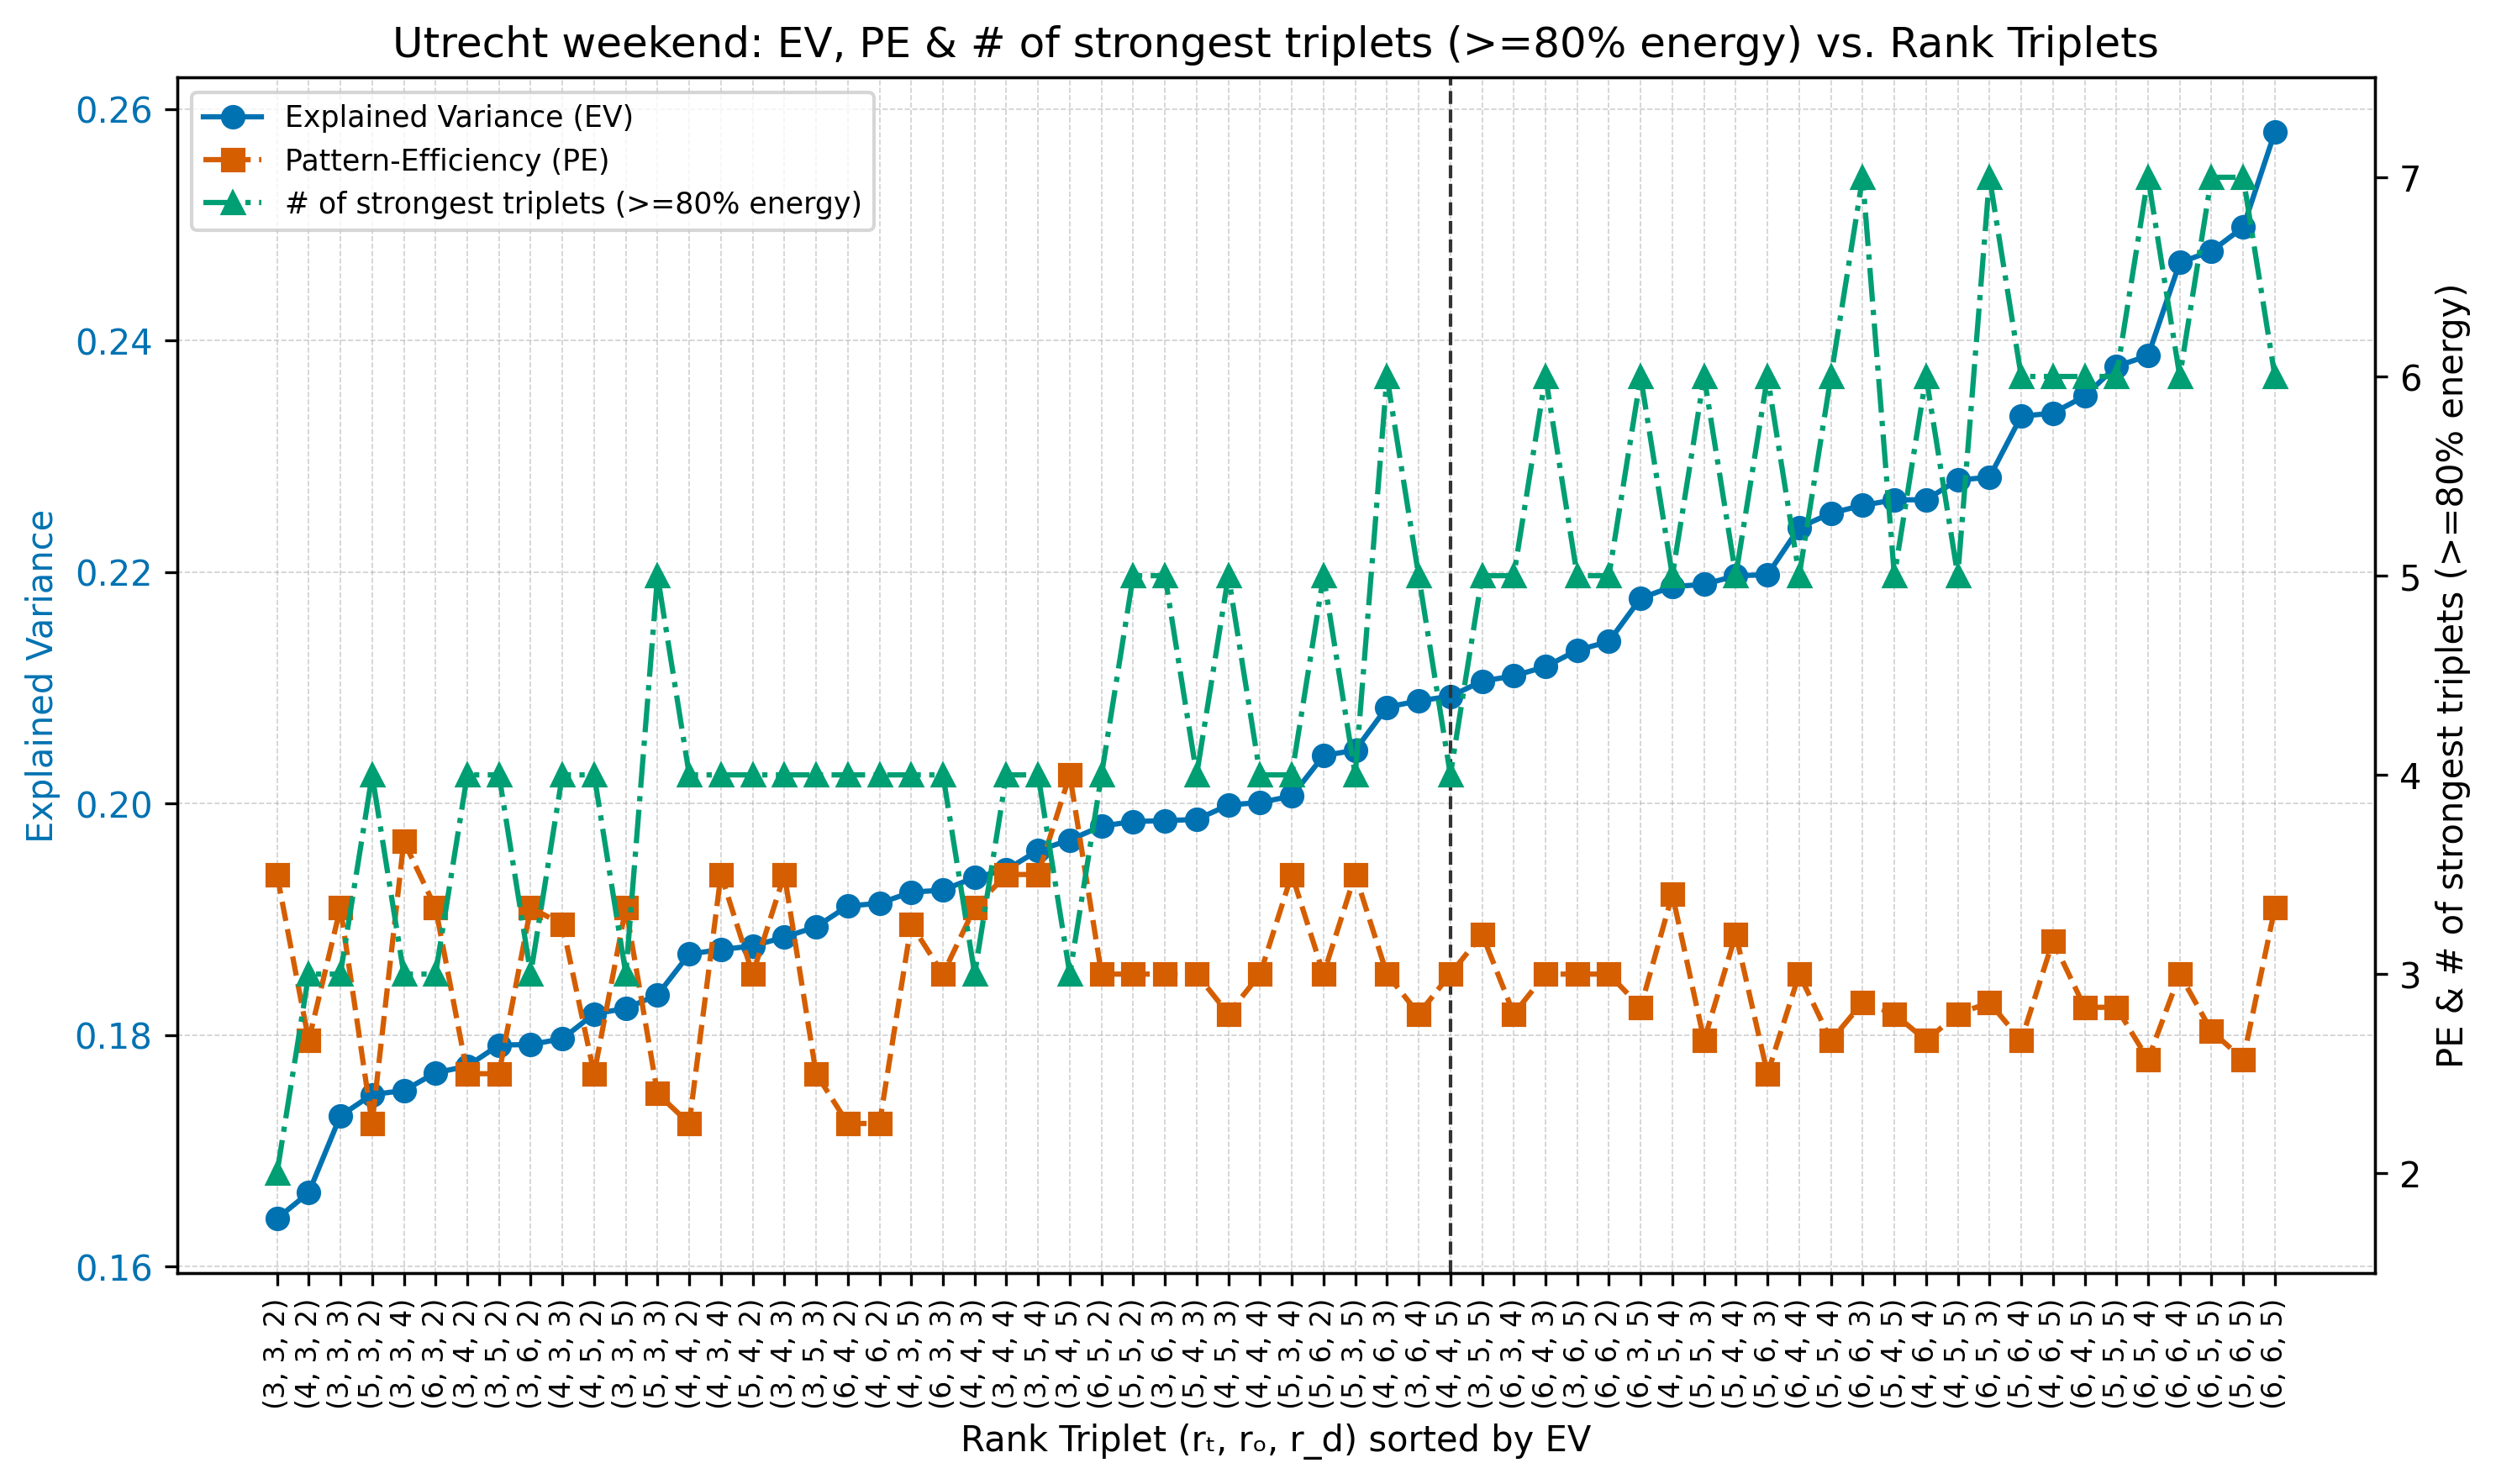 Utrecht weekend: EV, PE & # of strongest triplets (>=80% energy) vs. Rank Triplets
Explained Variance (EV)
Pattern-Efficiency (PE)
# of strongest triplets (>=80% energy)
Explained Variance
0.26
0.24
0.22
0.20
0.18
0.16
7
6
5
4
3
2
PE & # of strongest triplets (>=80% energy)
(3, 3, 2)
(4, 3, 2)
(3, 3, 3)
(5, 3, 2)
(3, 3, 4)
(6, 3, 2)
(3, 4, 2)
(3, 5, 2)
(3, 6, 2)
(4, 3, 3)
(4, 5, 2)
(3, 3, 5)
(5, 3, 3)
(4, 4, 2)
(4, 3, 4)
(5, 4, 2)
(3, 4, 3)
(3, 5, 3)
(6, 4, 2)
(4, 6, 2)
(4, 3, 5)
(6, 3, 3)
(4, 4, 3)
(3, 4, 4)
(3, 5, 4)
(3, 4, 5)
(6, 5, 2)
(5, 5, 2)
(3, 6, 3)
(5, 4, 3)
(4, 5, 3)
(4, 4, 4)
(5, 3, 4)
(5, 6, 2)
(5, 3, 5)
(4, 6, 3)
(3, 6, 4)
(4, 4, 5)
(3, 5, 5)
(6, 3, 4)
(6, 4, 3)
(3, 6, 5)
(6, 6, 2)
(6, 3, 5)
(4, 5, 4)
(5, 5, 3)
(5, 4, 4)
(5, 6, 3)
(6, 4, 4)
(5, 5, 4)
(6, 6, 3)
(5, 4, 5)
(4, 6, 4)
(4, 5, 5)
(6, 5, 3)
(5, 6, 4)
(4, 6, 5)
(6, 4, 5)
(5, 5, 5)
(6, 5, 4)
(6, 6, 4)
(6, 5, 5)
(5, 6, 5)
(6, 6, 5)
Rank Triplet (rₜ, rₒ, r_d) sorted by EV